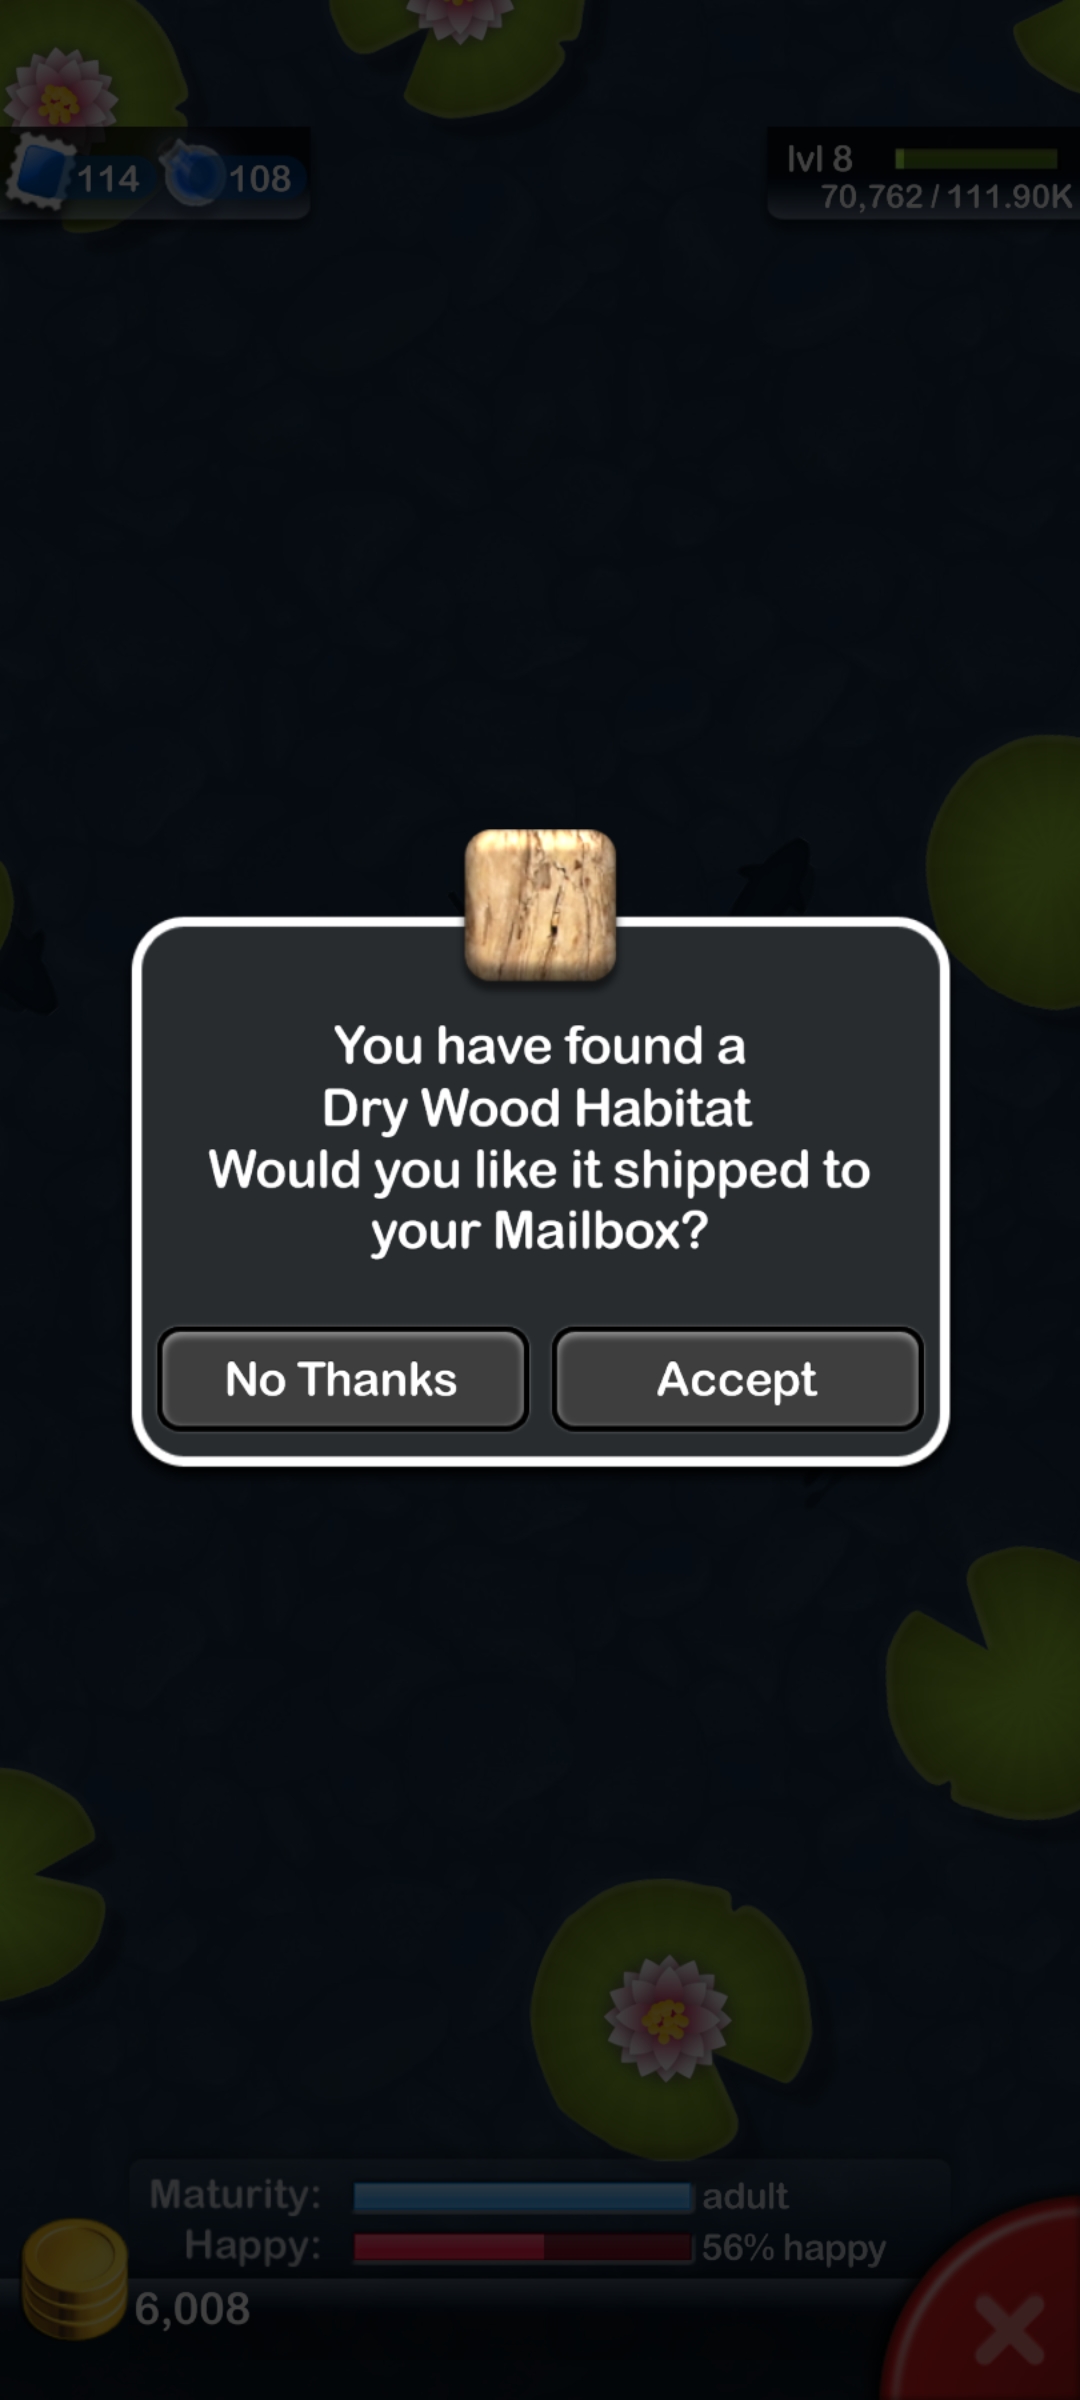 114
108
lvl 8
70,762 / 111.90K
You have found a
Dry Wood Habitat
Would you like it shipped to
your Mailbox?
No Thanks
Accept
Maturity:
adult
Happy:
56% happy
6,008